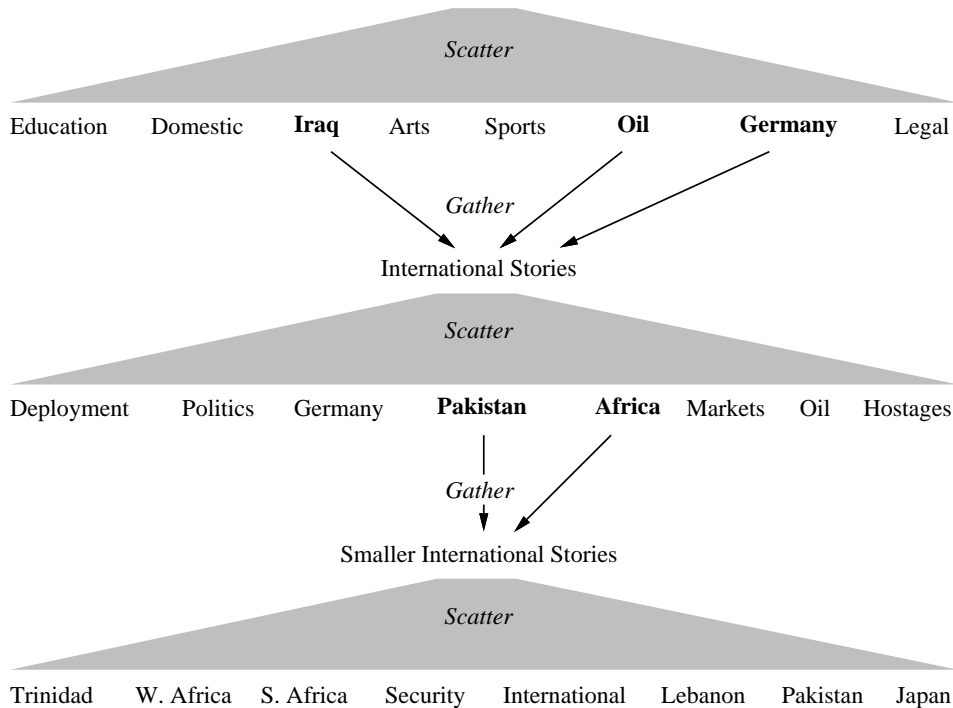 Scatter
Education Domestic Iraq Arts Sports Oil Germany Legal
Gather
International Stories
Scatter
Deployment Politics Germany Pakistan Africa Markets Oil Hostages
Gather
Smaller International Stories
Scatter
Trinidad W. Africa S. Africa Security International Lebanon Pakistan Japan